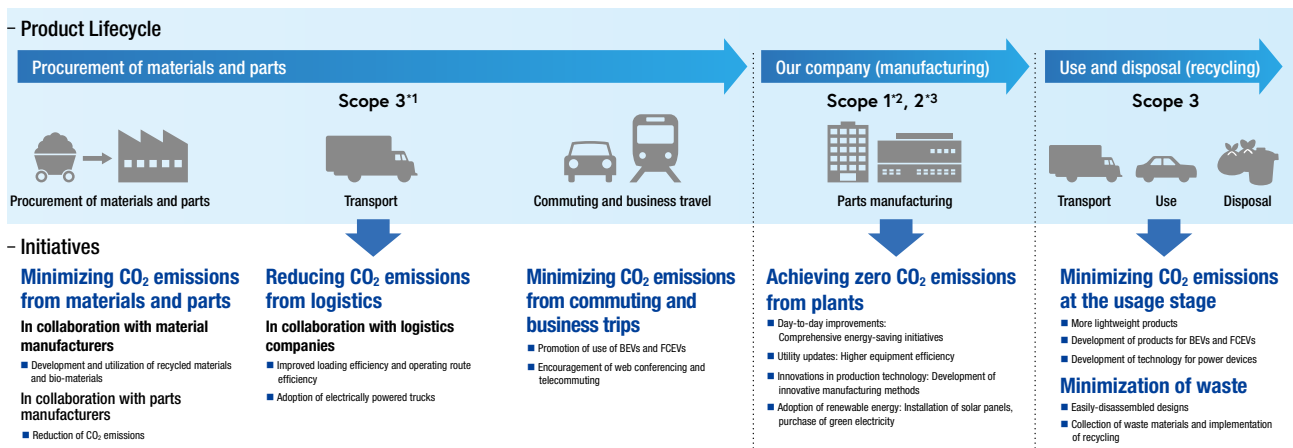 – Product Lifecycle
Procurement of materials and parts
Our company (manufacturing)
Use and disposal (recycling)
Scope 3*1
Scope 1*2, 2*3
Scope 3
Procurement of materials and parts
Transport
Commuting and business travel
Parts manufacturing
Transport
Use
Disposal
– Initiatives
Minimizing CO₂ emissions
from materials and parts
In collaboration with material
manufacturers
■ Development and utilization of recycled materials
and bio-materials
In collaboration with parts
manufacturers
■ Reduction of CO₂ emissions
Reducing CO₂ emissions
from logistics
In collaboration with logistics
companies
■ Improved loading efficiency and operating route
efficiency
■ Adoption of electrically powered trucks
Minimizing CO₂ emissions
from commuting and
business trips
■ Promotion of use of BEVs and FCEVs
■ Encouragement of web conferencing and
telecommuting
Achieving zero CO₂ emissions
from plants
■ Day-to-day improvements:
Comprehensive energy-saving initiatives
■ Utility updates: Higher equipment efficiency
■ Innovations in production technology: Development of
innovative manufacturing methods
■ Adoption of renewable energy: Installation of solar panels,
purchase of green electricity
Minimizing CO₂ emissions
at the usage stage
■ More lightweight products
■ Development of products for BEVs and FCEVs
■ Development of technology for power devices
Minimization of waste
■ Easily-disassembled designs
■ Collection of waste materials and implementation
of recycling